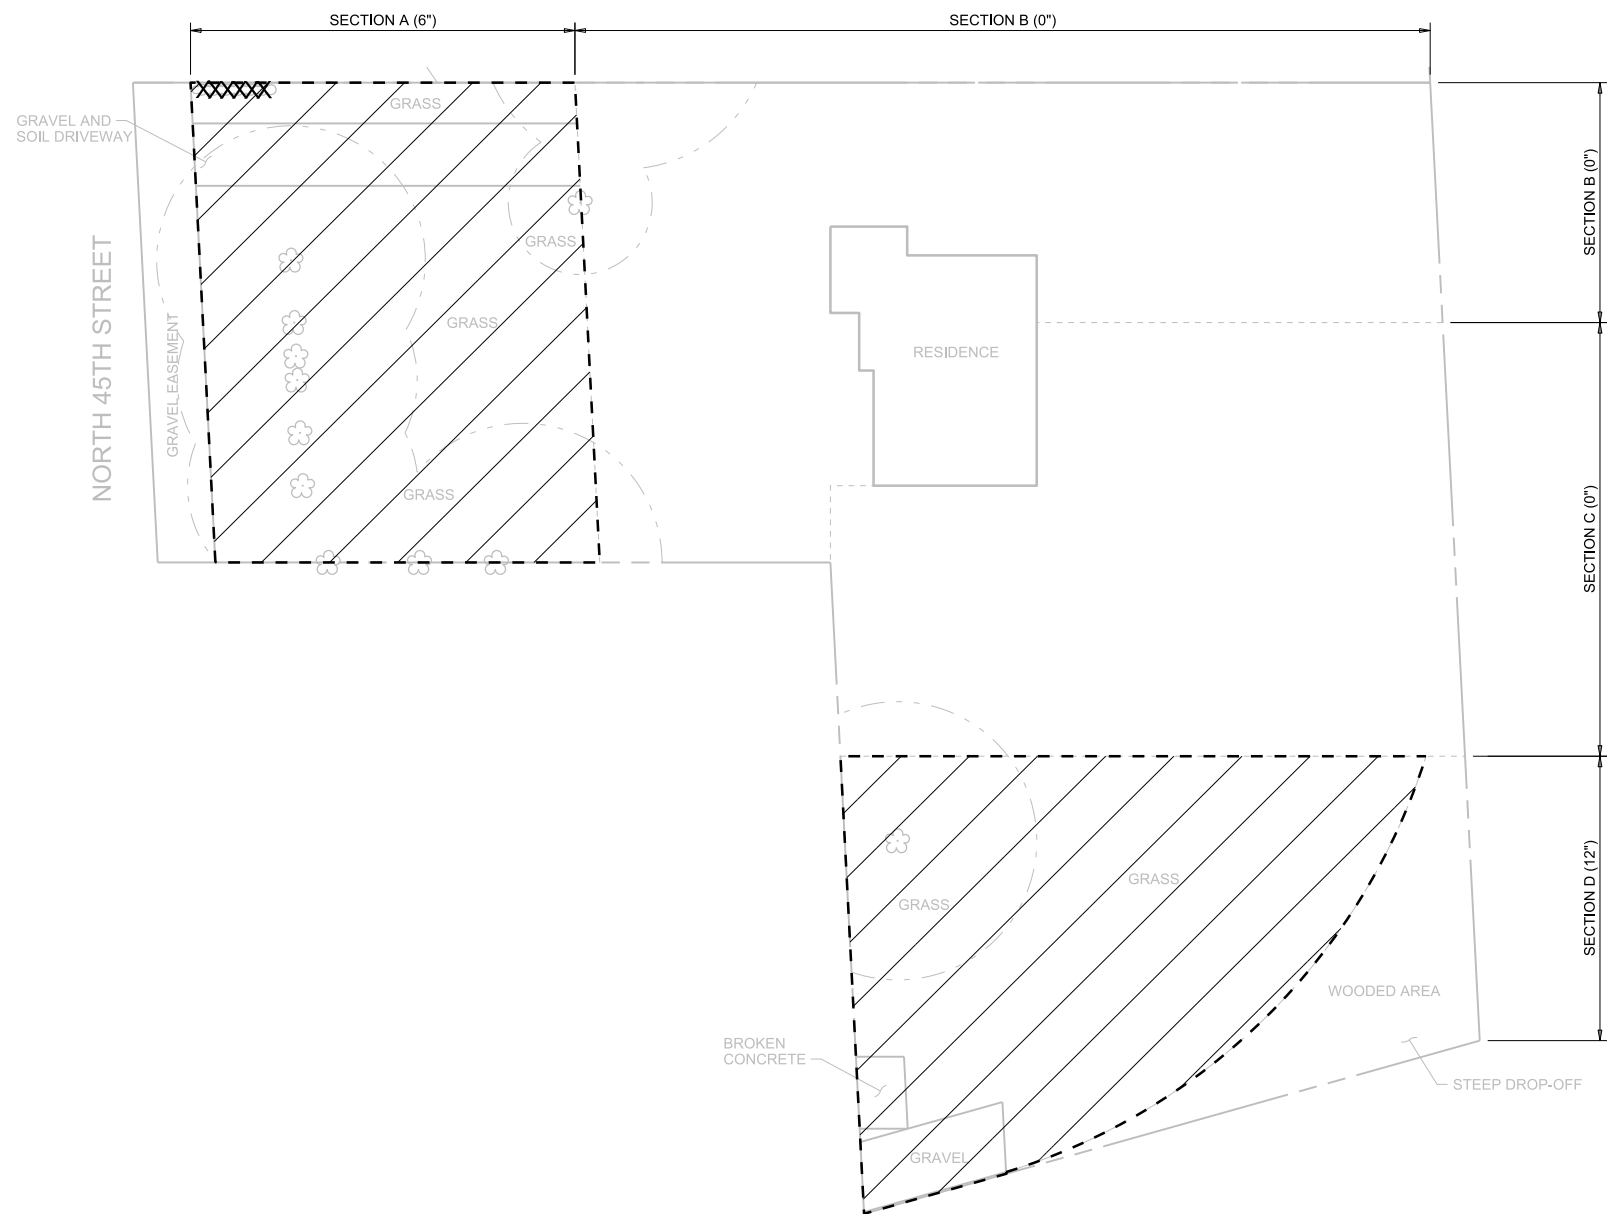 SECTION A (6")
SECTION B (0")
GRASS
GRAVEL AND
SOIL DRIVEWAY
SECTION B (0")
GRASS
NORTH 45TH STREET
GRAVEL EASEMENT
GRASS
RESIDENCE
GRASS
SECTION C (0")
GRASS
GRASS
SECTION D (12")
WOODED AREA
BROKEN
CONCRETE
STEEP DROP-OFF
GRAVEL